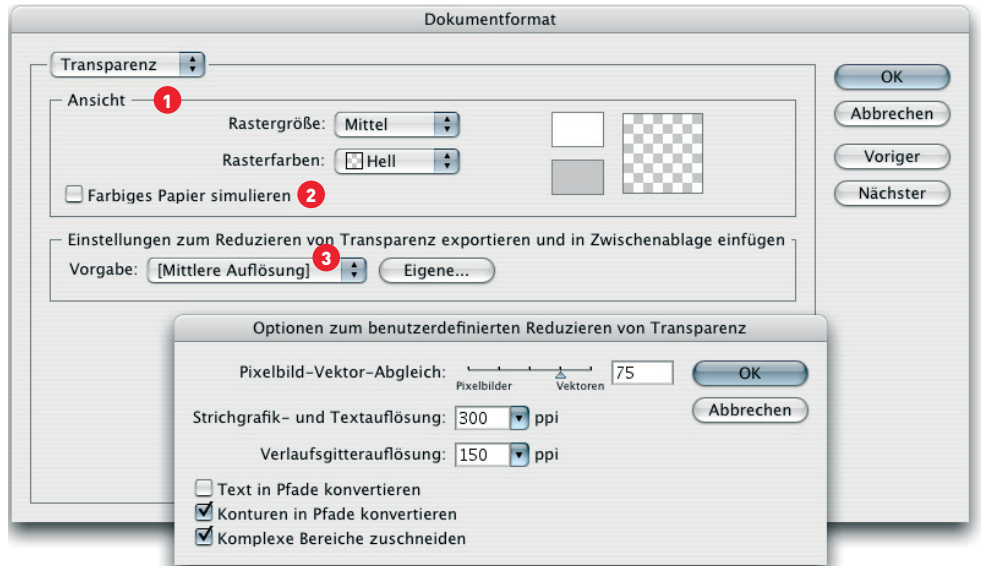 Dokumentformat
Transparenz
OK
Ansicht 1
Abbrechen
Rastergröße: Mittel
Rasterfarben: Hell
Voriger
Farbiges Papier simulieren 2
Nächster
Einstellungen zum Reduzieren von Transparenz exportieren und in Zwischenablage einfügen
Vorgabe: [Mittlere Auflösung] 3 Eigene...
Optionen zum benutzerdefinierten Reduzieren von Transparenz
Pixelbild-Vektor-Abgleich: 75 OK
Pixelbilder Vektoren
Strichgrafik- und Textauflösung: 300 ppi Abbrechen
Verlaufsgitterauflösung: 150 ppi
Text in Pfade konvertieren
Konturen in Pfade konvertieren
Komplexe Bereiche zuschneiden